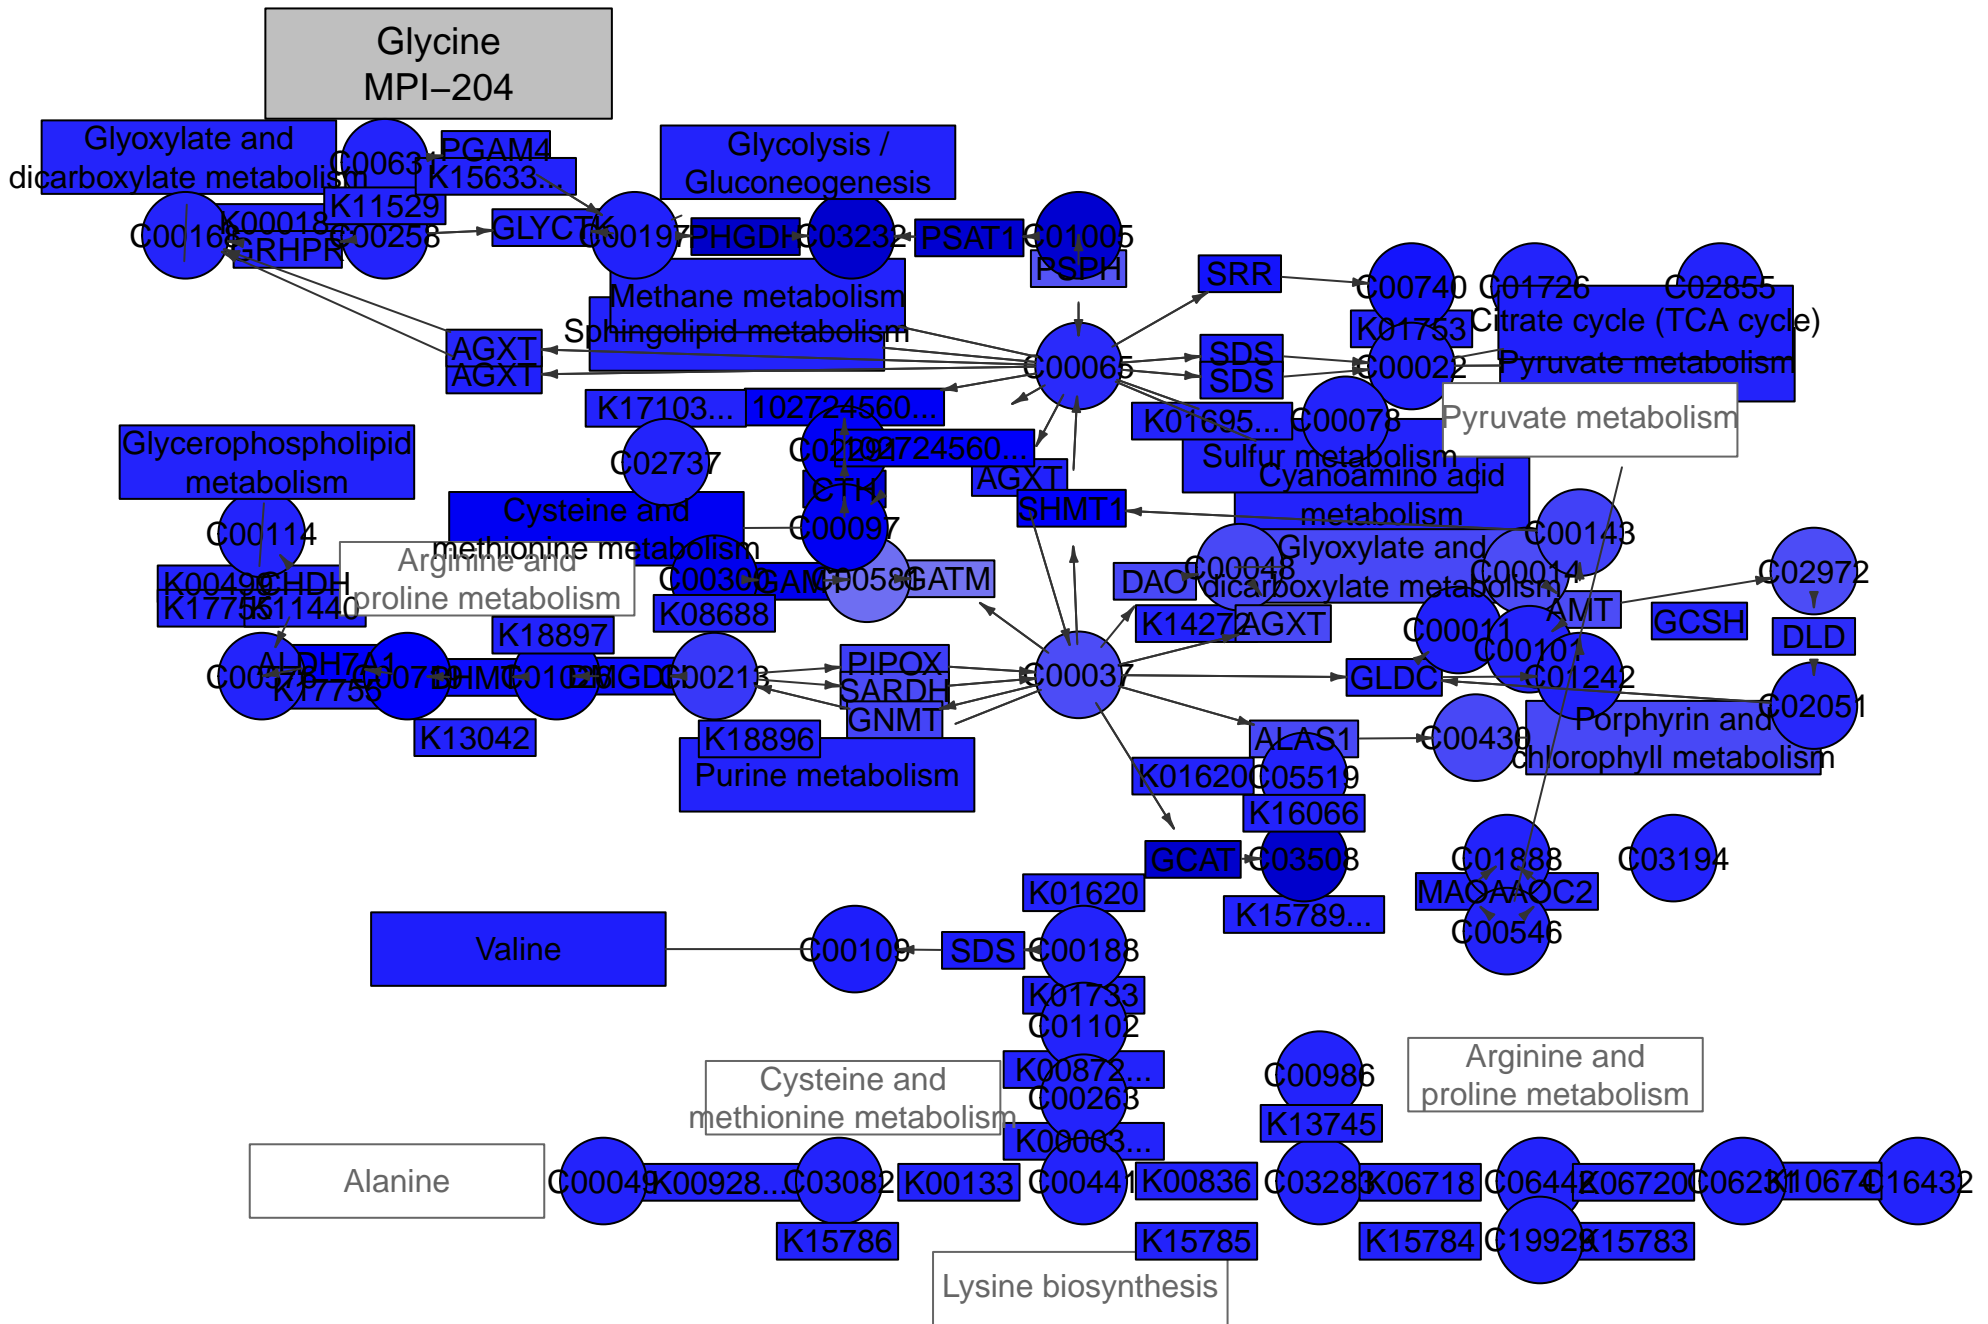 Glycine
MPI−204
Glyoxylate and
dicarboxylate metabolism
C00631
PGAM4
K15633...
K11529
Glycolysis /
Gluconeogenesis
C00168
K00018
GRHPR
C00258
GLYCTK
C00197
PHGDH
C03232
PSAT1
C01005
PSPH
SRR
C00740
C01726
C02855
Methane metabolism
Sphingolipid metabolism
K01753
Citrate cycle (TCA cycle)
AGXT
AGXT
C00065
SDS
SDS
C00022
Pyruvate metabolism
K17103...
102724560...
K01695...
C00078
Pyruvate metabolism
Glycerophospholipid
metabolism
C02737
C02291
102724560...
AGXT
Sulfur metabolism
Cyanoamino acid
metabolism
CTH
SHMT1
Cysteine and
methionine metabolism
C00097
C00114
C00143
Arginine and
proline metabolism
K00499
CHDH
K17755
K11440
C00300
GAMT
C00581
GATM
K08688
DAO
C00048
Glyoxylate and
dicarboxylate metabolism
C00014
C02972
K14272
AGXT
AMT
GCSH
DLD
C00011
C00101
K18897
ALDH7A1
K17755
C00719
BHMT
C01026
DMGDH
C00213
PIPOX
SARDH
GNMT
C00037
GLDC
C01242
C02051
K13042
K18896
Purine metabolism
ALAS1
C00430
Porphyrin and
chlorophyll metabolism
K01620
C05519
K16066
GCAT
C03508
K15789...
C01888
C03194
MAOA
AOC2
C00546
K01620
Valine
C00109
SDS
C00188
K01733
C01102
K00872...
C00263
K00003...
Cysteine and
methionine metabolism
C00986
K13745
Arginine and
proline metabolism
Alanine
C00049
K00928...
C03082
K00133
C00441
K00836
C03283
K06718
C06442
K06720
C06231
K10674
C16432
K15786
K15785
K15784
C19929
K15783
Lysine biosynthesis